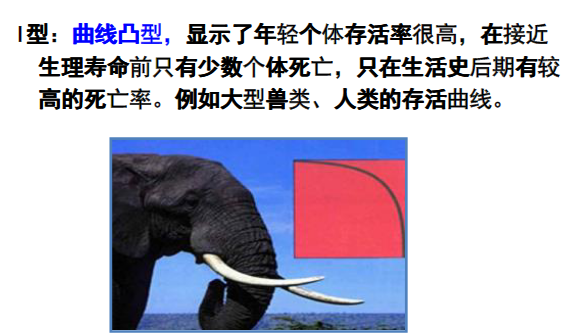 I型：曲线凸型，显示了年轻个体存活率很高，在接近
生理寿命前只有少数个体死亡，只在生活史后期有较
高的死亡率。例如大型兽类、人类的存活曲线。